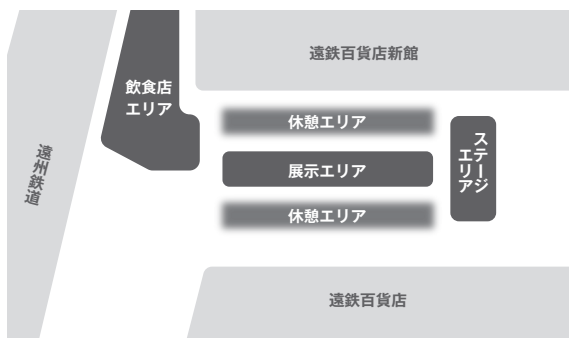 遠鉄百貨店新館
飲食店
エリア
休憩エリア
ステージ
エリア
展示エリア
遠州鉄道
休憩エリア
遠鉄百貨店